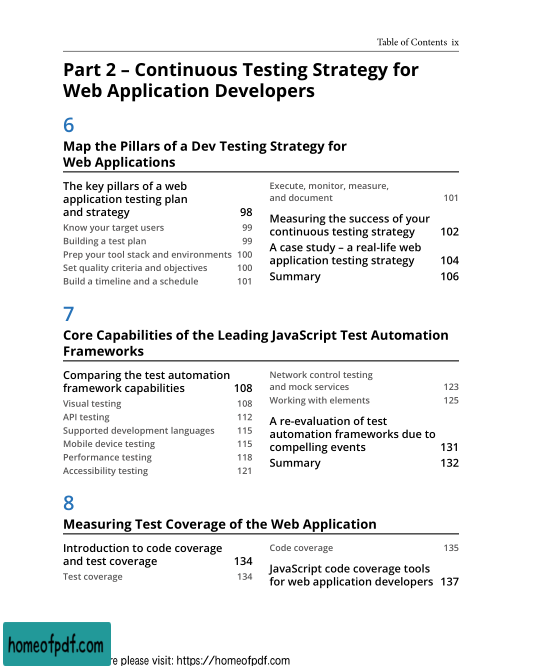 Table of Contents ix
Part 2 – Continuous Testing Strategy for
Web Application Developers
6
Map the Pillars of a Dev Testing Strategy for
Web Applications
The key pillars of a web
application testing plan
and strategy 98
Know your target users 99
Building a test plan 99
Prep your tool stack and environments 100
Set quality criteria and objectives 100
Build a timeline and a schedule 101
Execute, monitor, measure,
and document 101
Measuring the success of your
continuous testing strategy 102
A case study – a real-life web
application testing strategy 104
Summary 106
7
Core Capabilities of the Leading JavaScript Test Automation
Frameworks
Comparing the test automation
framework capabilities 108
Visual testing 108
API testing 112
Supported development languages 115
Mobile device testing 115
Performance testing 118
Accessibility testing 121
Network control testing
and mock services 123
Working with elements 125
A re-evaluation of test
automation frameworks due to
compelling events 131
Summary 132
8
Measuring Test Coverage of the Web Application
Introduction to code coverage
and test coverage 134
Test coverage 134
Code coverage 135
JavaScript code coverage tools
for web application developers 137
homeofpdf.com
please visit: https://homeofpdf.com